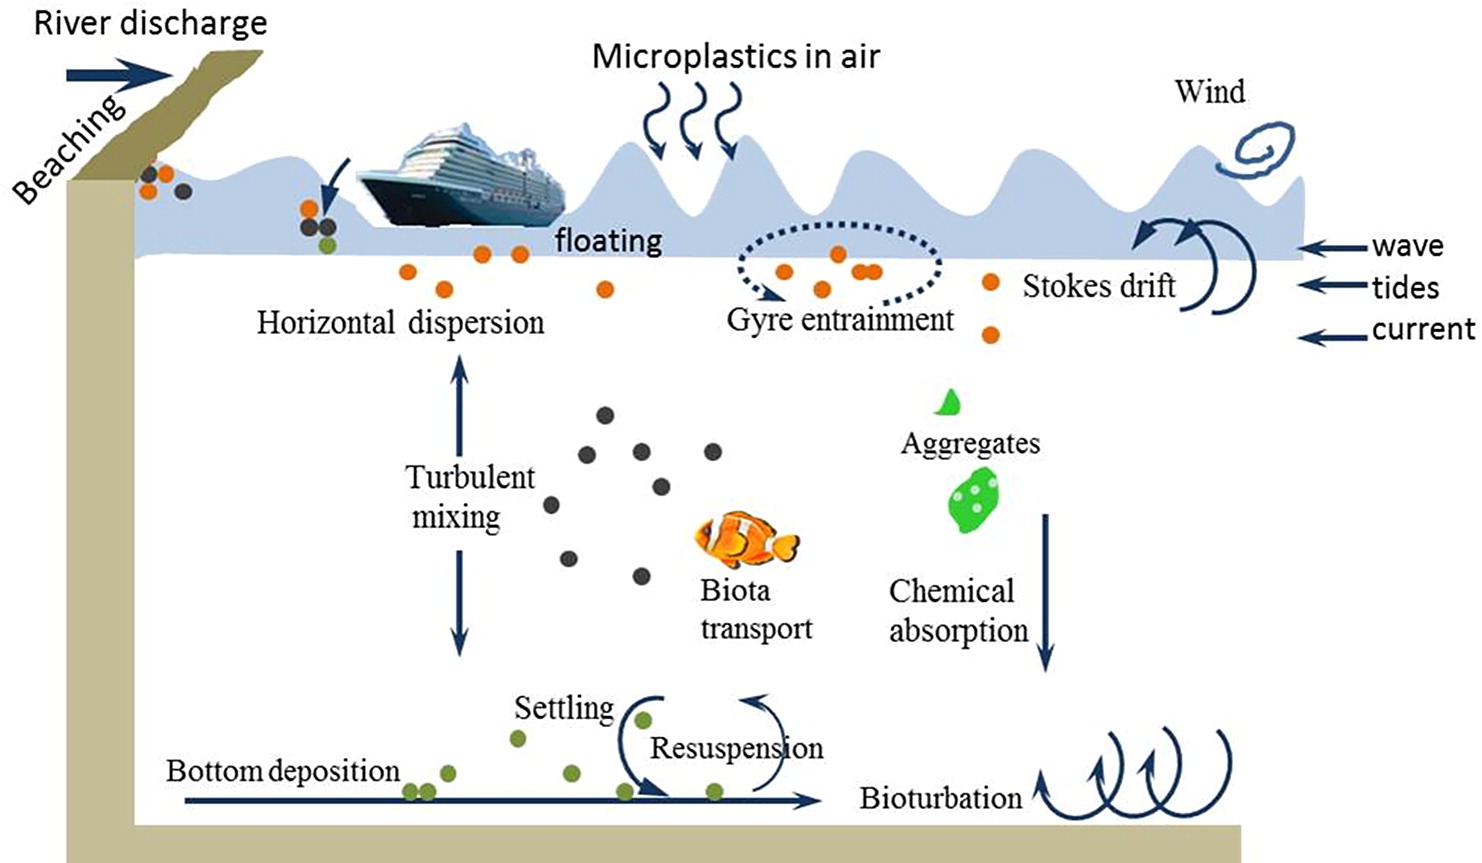 River discharge
Microplastics in air
Wind
Beaching
floating
wave
Stokes drift
tides
Horizontal dispersion
Gyre entrainment
current
Aggregates
Turbulent
mixing
Biota
transport
Chemical
absorption
Settling
Resuspension
Bottom deposition
Bioturbation